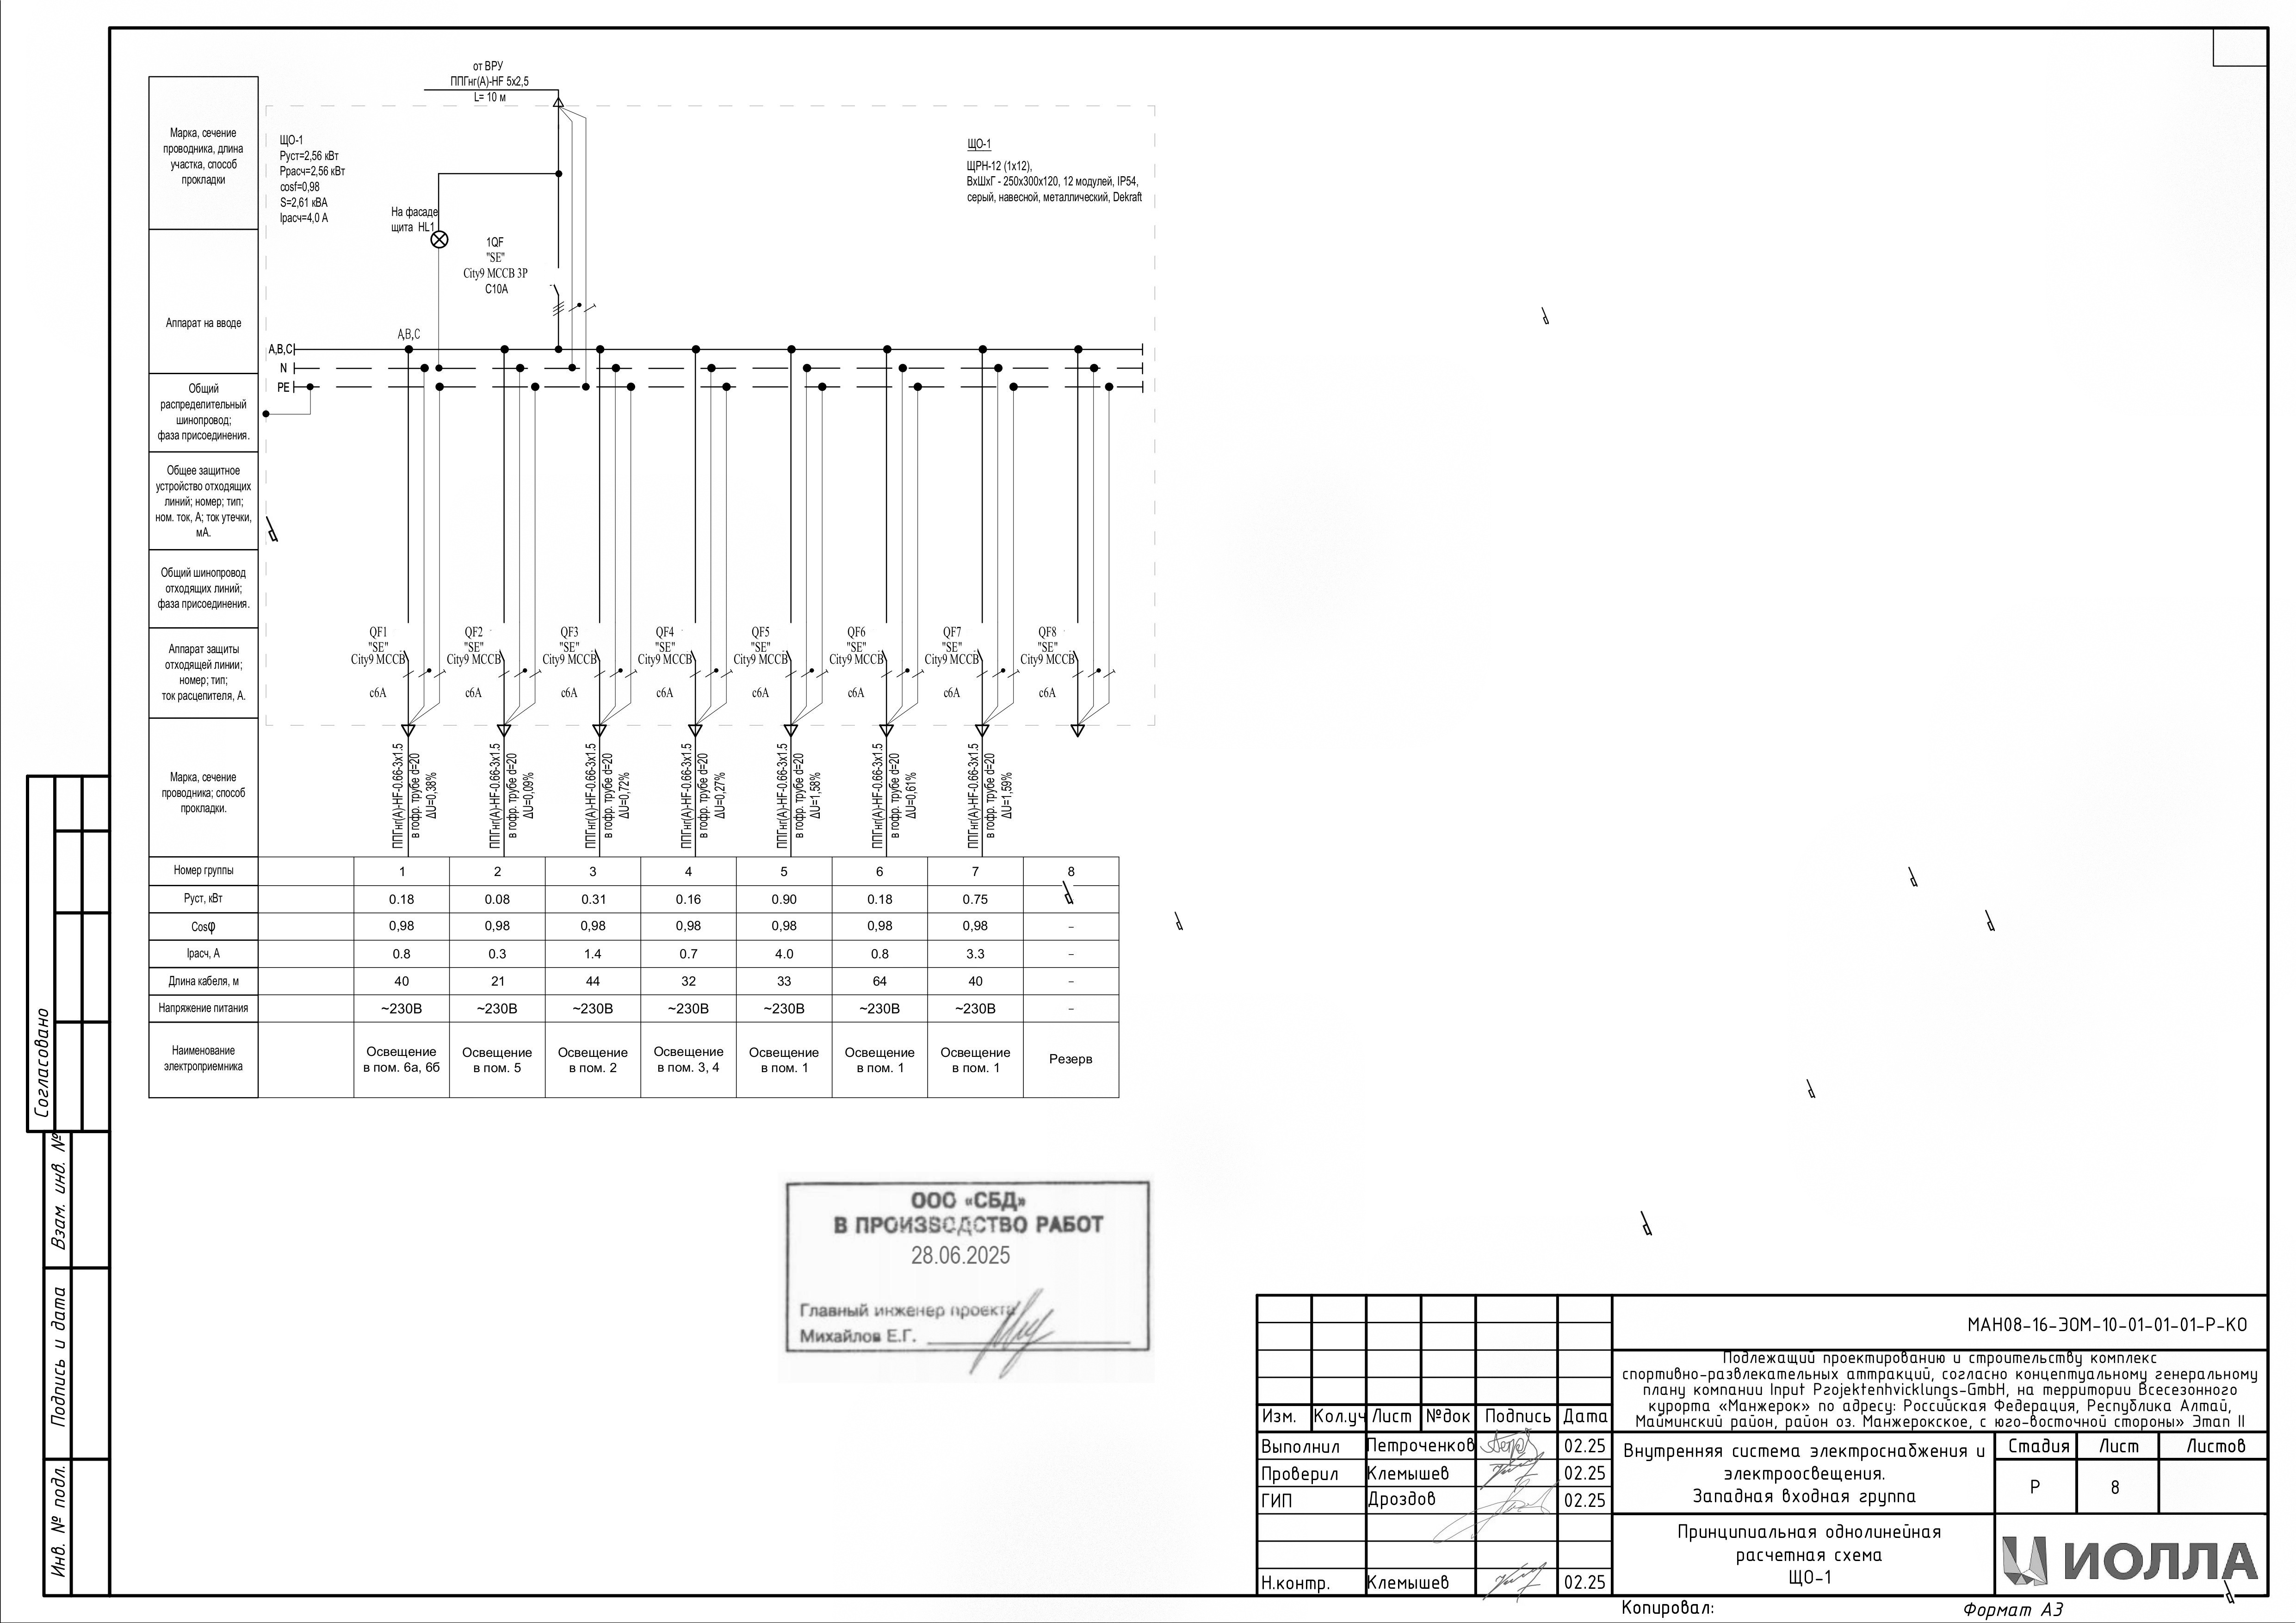 от ВРУ
ППГнг(А)-HF 5х2,5
L= 10 м
Марка, сечение
проводника, длина
участка, способ
прокладки
Аппарат на вводе
Общий
распределительный
шинопровод;
фаза присоединения.
Общее защитное
устройство отходящих
линий; номер; тип;
ном. ток, А; ток утечки,
мА.
Общий шинопровод
отходящих линий;
фаза присоединения.
Аппарат защиты
отходящей линии;
номер; тип;
ток расцепителя, А.
Марка, сечение
проводника; способ
прокладки.
ЩО-1
Руст=2,56 кВт
Ррасч=2,56 кВт
cosf=0,98
S=2,61 кВА
Iрасч=4,0 А
На фасаде
щита HL1
1QF
"SE"
City9 MCCB 3P
C10A
ЩО-1
ЩРН-12 (1х12),
ВхШхГ - 250х300х120, 12 модулей, IP54,
серый, навесной, металлический, Dekraft
A,B,C
A,B,C
N
PE
QF1 QF2 QF3 QF4 QF5 QF6 QF7 QF8
"SE" "SE" "SE" "SE" "SE" "SE" "SE" "SE"
City9 MCCB City9 MCCB City9 MCCB City9 MCCB City9 MCCB City9 MCCB City9 MCCB City9 MCCB
c6A c6A c6A c6A c6A c6A c6A c6A
ППГнг(А)-HF-0.66-3х1.5
в гофр. трубе d=20
ΔU=0,38%
ППГнг(А)-HF-0.66-3х1.5
в гофр. трубе d=20
ΔU=0,09%
ППГнг(А)-HF-0.66-3х1.5
в гофр. трубе d=20
ΔU=0,72%
ППГнг(А)-HF-0.66-3х1.5
в гофр. трубе d=20
ΔU=0,27%
ППГнг(А)-HF-0.66-3х1.5
в гофр. трубе d=20
ΔU=1,58%
ППГнг(А)-HF-0.66-3х1.5
в гофр. трубе d=20
ΔU=0,61%
ППГнг(А)-HF-0.66-3х1.5
в гофр. трубе d=20
ΔU=1,59%
Номер группы 1 2 3 4 5 6 7 8
Руст, кВт 0.18 0.08 0.31 0.16 0.90 0.18 0.75
Cosφ 0,98 0,98 0,98 0,98 0,98 0,98 0,98 –
Iрасч, А 0.8 0.3 1.4 0.7 4.0 0.8 3.3 –
Длина кабеля, м 40 21 44 32 33 64 40 –
Напряжение питания ~230В ~230В ~230В ~230В ~230В ~230В ~230В –
Наименование
электроприемника
Освещение
в пом. 6а, 6б
Освещение
в пом. 5
Освещение
в пом. 2
Освещение
в пом. 3, 4
Освещение
в пом. 1
Освещение
в пом. 1
Освещение
в пом. 1
Резерв
Согласовано
Взам. инв. №
Подпись и дата
Инв. № подл.
ООО «СБД»
В ПРОИЗВОДСТВО РАБОТ
28.06.2025
Главный инженер проекта
Михайлов Е.Г.
МАН08-16-ЭОМ-10-01-01-01-Р-КО
Подлежащий проектированию и строительству комплекс
спортивно-развлекательных аттракций, согласно концептуальному генеральному
плану компании Input Projektenhvicklungs-GmbH, на территории Всесезонного
курорта «Манжерок» по адресу: Российская Федерация, Республика Алтай,
Майминский район, район оз. Манжерокское, с юго-восточной стороны» Этап II
Изм. Кол.уч Лист №док Подпись Дата
Выполнил Петроченков 02.25
Проверил Клемышев 02.25
ГИП Дроздов 02.25
Н.контр. Клемышев 02.25
Внутренняя система электроснабжения и
электроосвещения.
Западная входная группа
Стадия Лист Листов
Р 8
Принципиальная однолинейная
расчетная схема
ЩО-1
ИОЛЛА
Копировал:
Формат А3